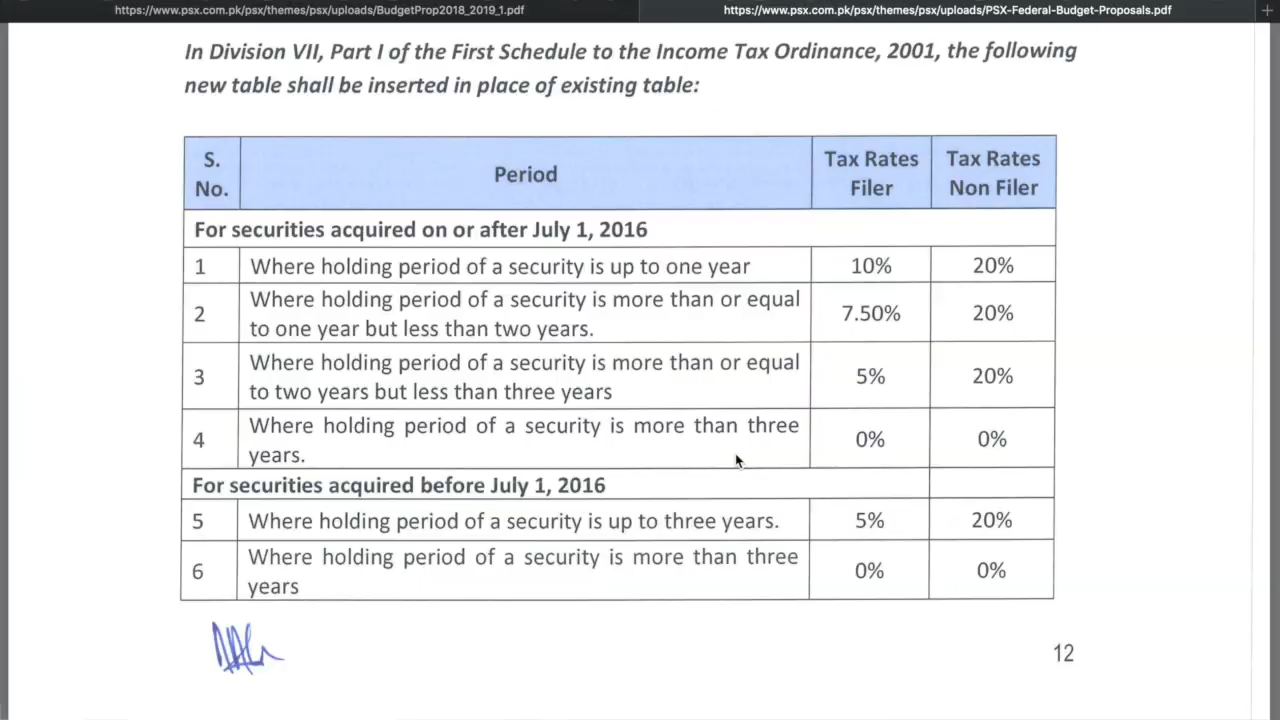 https://www.psx.com.pk/psx/themes/psx/uploads/BudgetProp2018_2019_1.pdf
https://www.psx.com.pk/psx/themes/psx/uploads/PSX-Federal-Budget-Proposals.pdf
In Division VII, Part I of the First Schedule to the Income Tax Ordinance, 2001, the following
new table shall be inserted in place of existing table:
S. No.
Period
Tax Rates Filer
Tax Rates Non Filer
For securities acquired on or after July 1, 2016
1 Where holding period of a security is up to one year 10% 20%
2 Where holding period of a security is more than or equal
to one year but less than two years. 7.50% 20%
3 Where holding period of a security is more than or equal
to two years but less than three years 5% 20%
4 Where holding period of a security is more than three
years. 0% 0%
For securities acquired before July 1, 2016
5 Where holding period of a security is up to three years. 5% 20%
6 Where holding period of a security is more than three
years 0% 0%
12